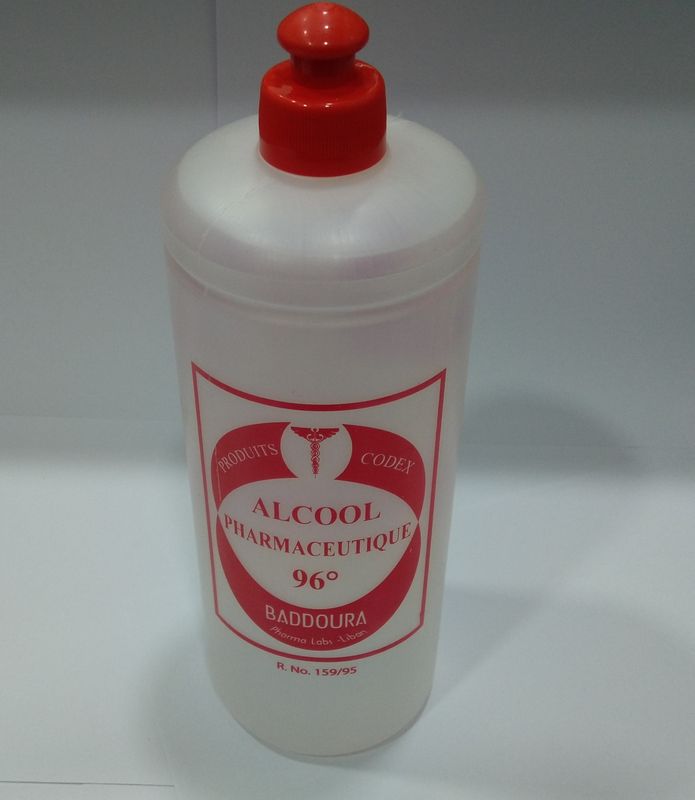 PRODUITS CODEX
ALCOOL
PHARMACEUTIQUE
96°
BADDOURA
Pharma Labs -Liban
R. No. 159/95